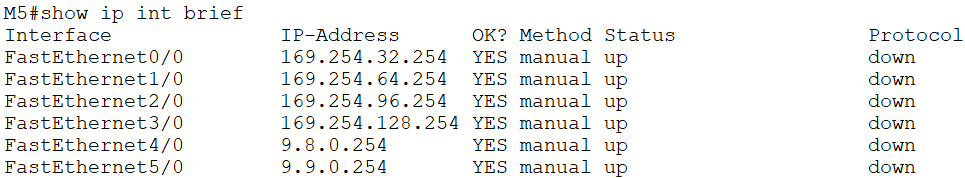 M5#show ip int brief
Interface IP-Address OK? Method Status Protocol
FastEthernet0/0 169.254.32.254 YES manual up down
FastEthernet1/0 169.254.64.254 YES manual up down
FastEthernet2/0 169.254.96.254 YES manual up down
FastEthernet3/0 169.254.128.254 YES manual up down
FastEthernet4/0 9.8.0.254 YES manual up down
FastEthernet5/0 9.9.0.254 YES manual up down